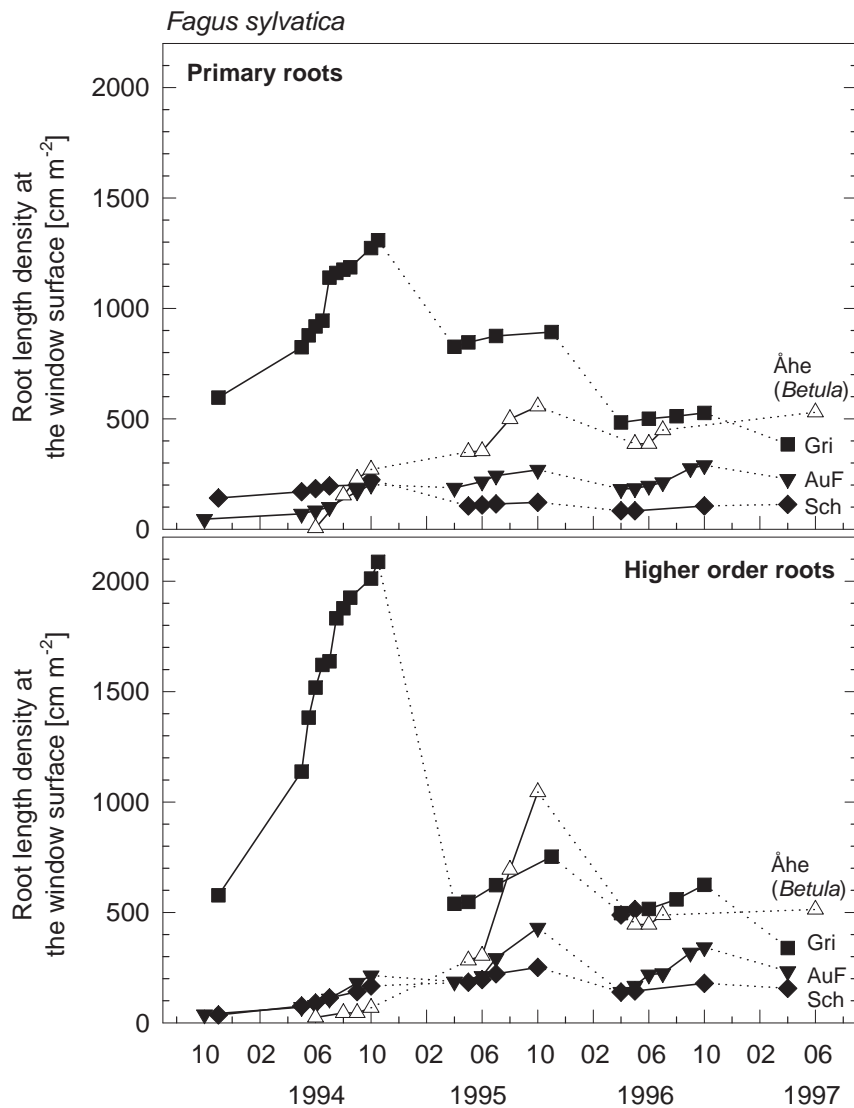 Fagus sylvatica
Primary roots
2000
1500
1000
500
0
Root length density at
the window surface [cm m-2]
Åhe
(Betula)
Gri
AuF
Sch
Higher order roots
2000
1500
1000
500
0
Root length density at
the window surface [cm m-2]
Åhe
(Betula)
Gri
AuF
Sch
10 02 06 10 02 06 10 02 06 10 02 06
1994 1995 1996 1997